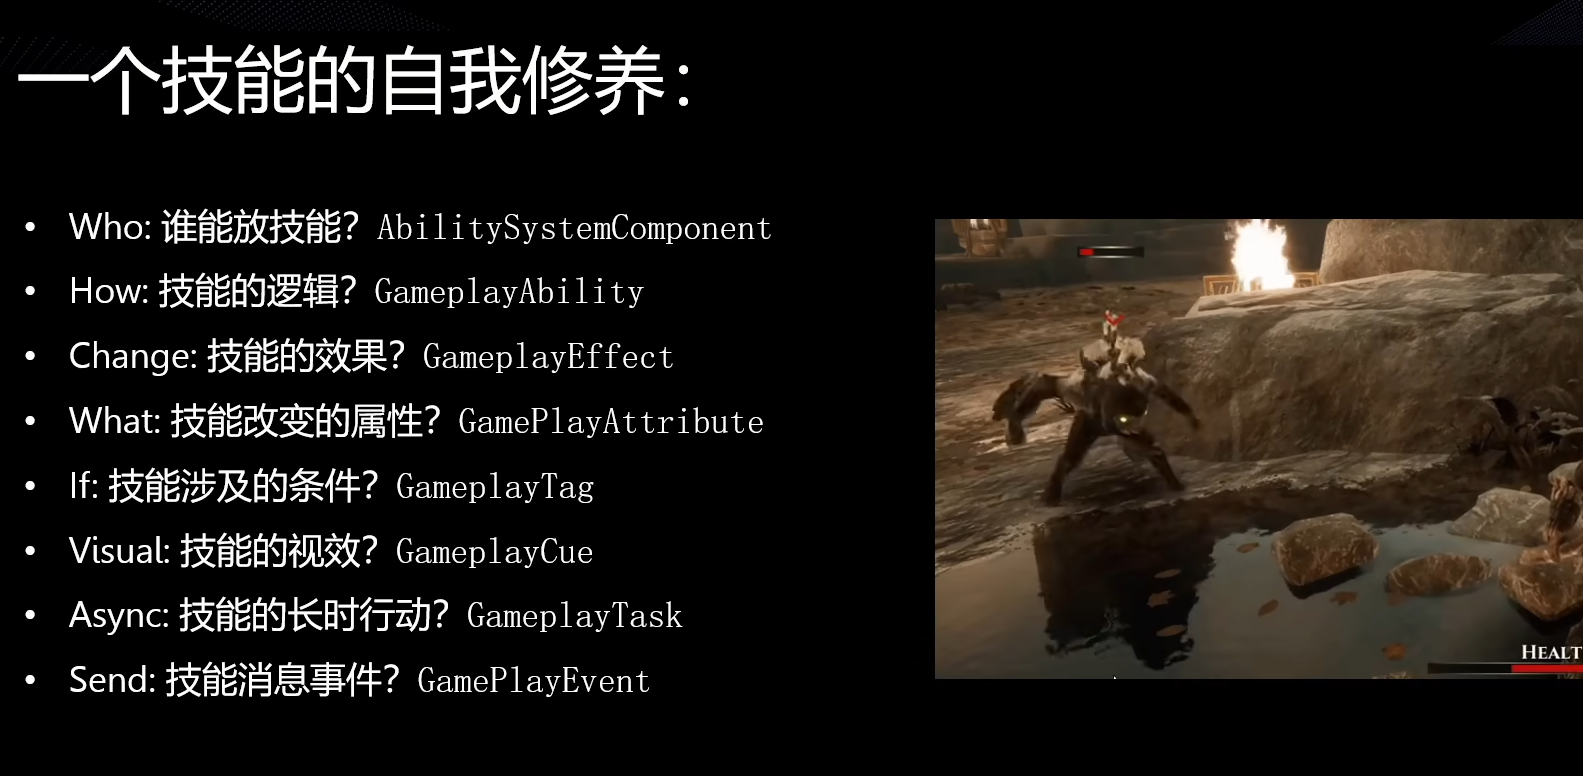 一个技能的自我修养：
• Who: 谁能放技能？AbilitySystemComponent
• How: 技能的逻辑？GameplayAbility
• Change: 技能的效果？GameplayEffect
• What: 技能改变的属性？GamePlayAttribute
• If: 技能涉及的条件？GameplayTag
• Visual: 技能的视效？GameplayCue
• Async: 技能的长时行动？GameplayTask
• Send: 技能消息事件？GamePlayEvent
HEALT